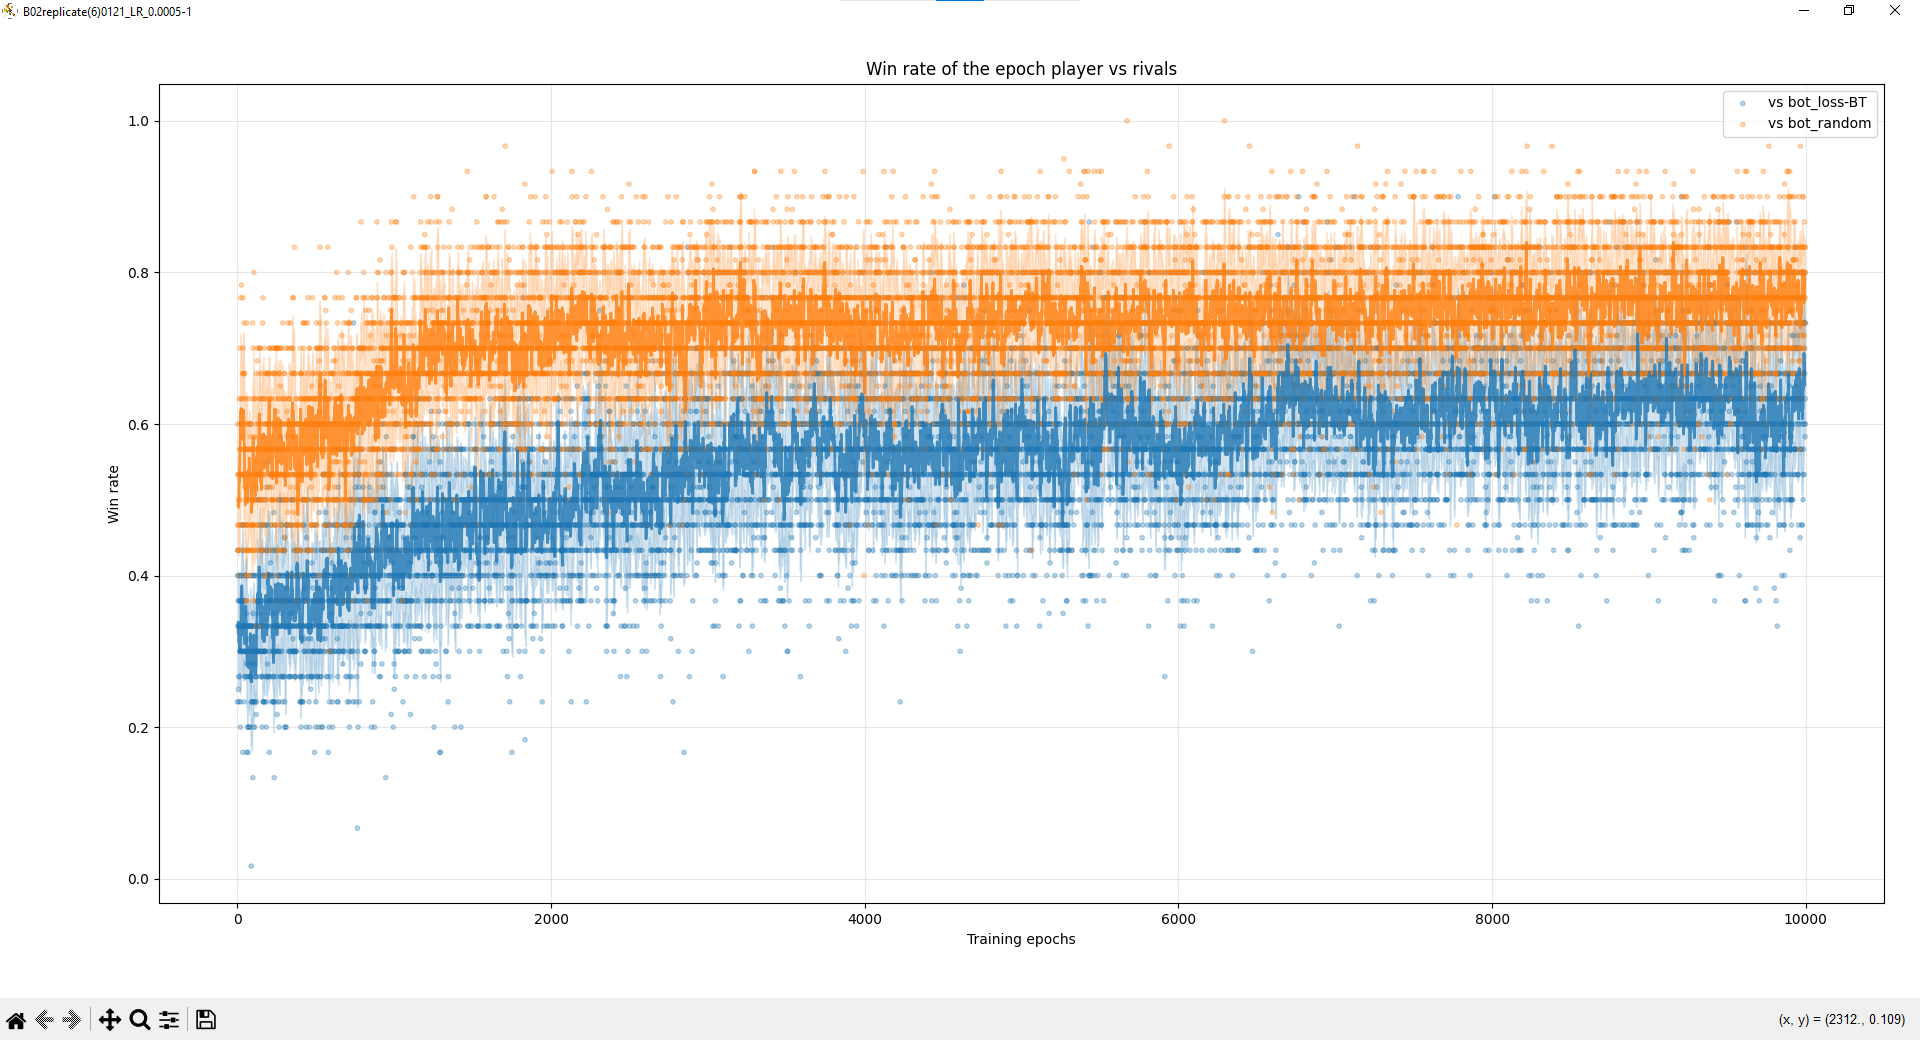 B02replicate(6)0121_LR_0.0005-1
Win rate of the epoch player vs rivals
vs bot_loss-BT
vs bot_random
1.0
0.8
0.6
0.4
0.2
0.0
Win rate
0 2000 4000 6000 8000 10000
Training epochs
(x, y) = (2312., 0.109)